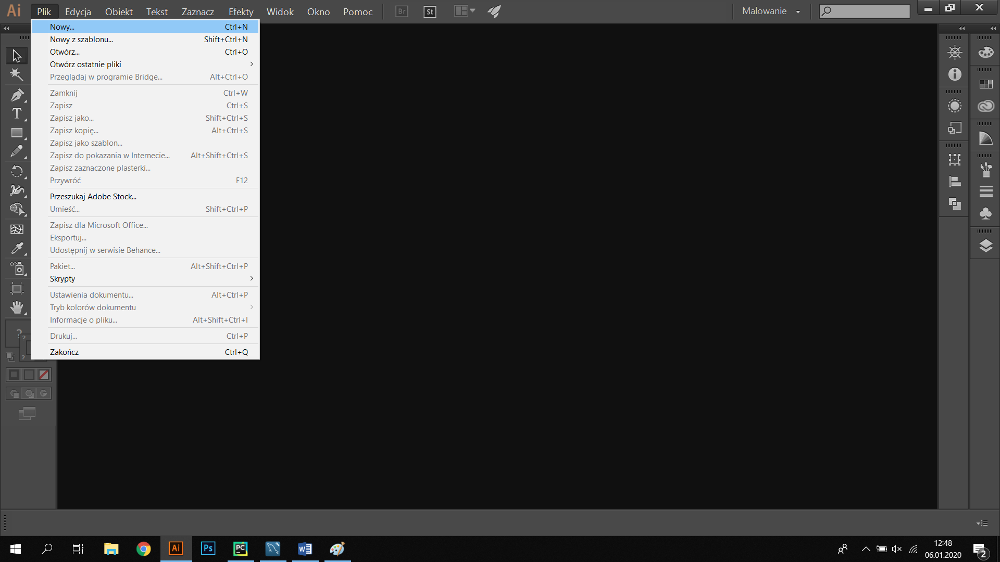 Ai Plik Edycja Obiekt Tekst Zaznacz Efekty Widok Okno Pomoc Br St Malowanie
Nowy... Ctrl+N
Nowy z szablonu... Shift+Ctrl+N
Otwórz... Ctrl+O
Otwórz ostatnie pliki
Przeglądaj w programie Bridge... Alt+Ctrl+O
Zamknij Ctrl+W
Zapisz Ctrl+S
Zapisz jako... Shift+Ctrl+S
Zapisz kopię... Alt+Ctrl+S
Zapisz jako szablon...
Zapisz do pokazania w Internecie... Alt+Shift+Ctrl+S
Zapisz zaznaczone plasterki...
Przywróć F12
Przeszukaj Adobe Stock...
Umieść... Shift+Ctrl+P
Zapisz dla Microsoft Office...
Eksportuj...
Udostępnij w serwisie Behance...
Pakiet... Alt+Shift+Ctrl+P
Skrypty
Ustawienia dokumentu... Alt+Ctrl+P
Tryb kolorów dokumentu
Informacje o pliku... Alt+Shift+Ctrl+I
Drukuj... Ctrl+P
Zakończ Ctrl+Q
? ? ?
Ai Ps PC W
12:48
06.01.2020
2